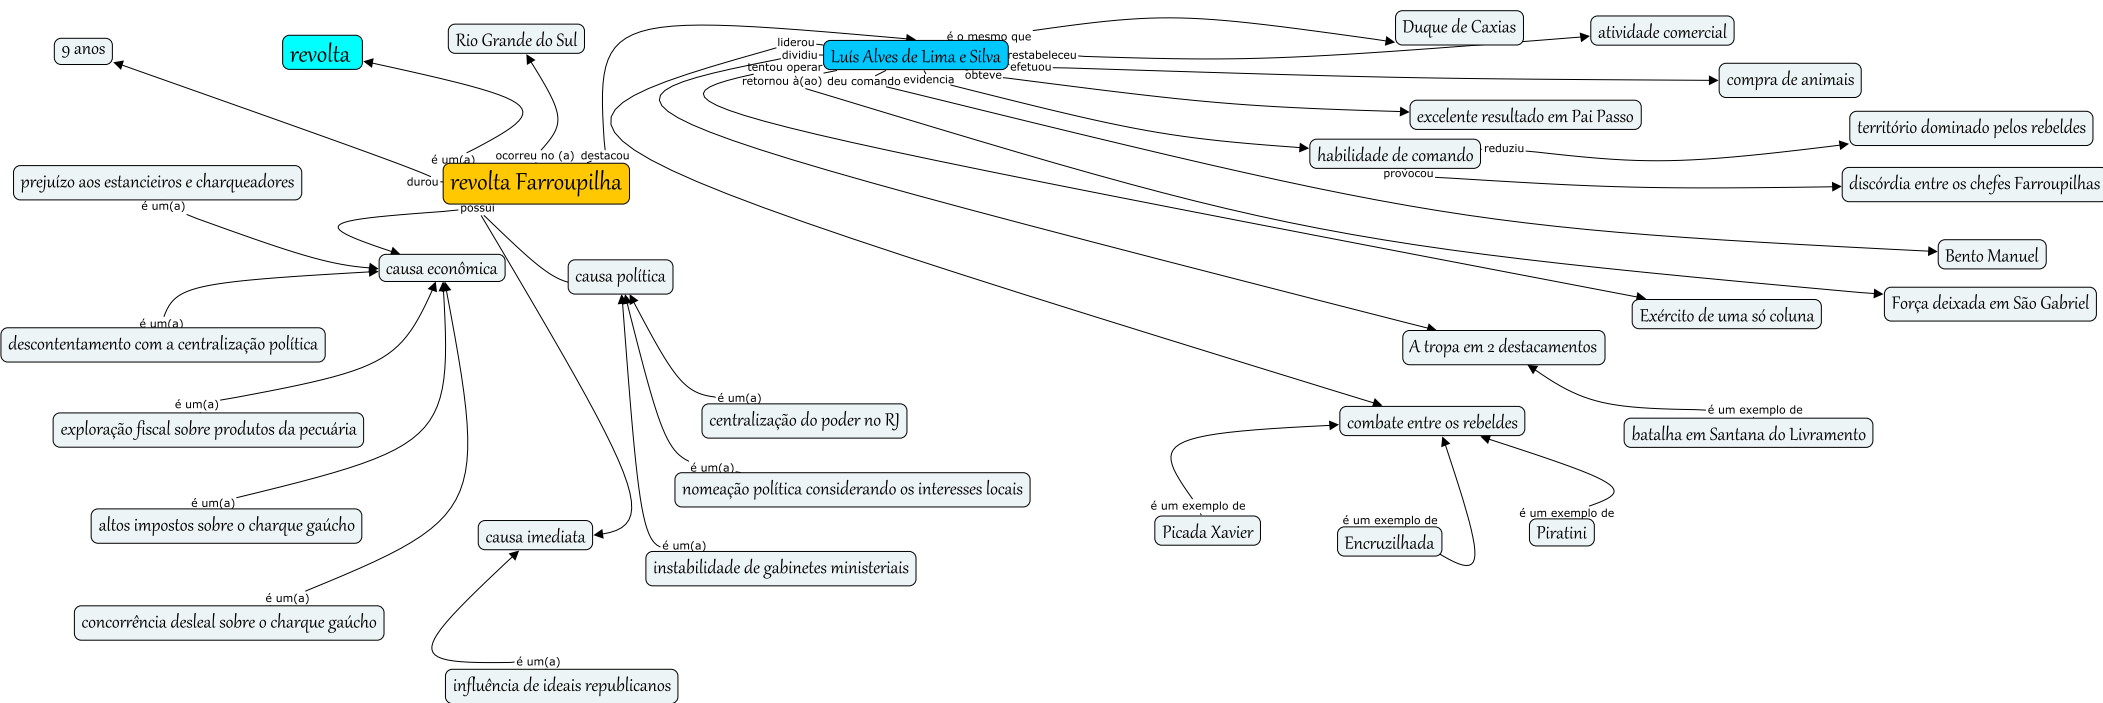 Duque de Caxias
atividade comercial
9 anos
revolta
Rio Grande do Sul
é o mesmo que
liderou
Luís Alves de Lima e Silva
restabeleceu
dividiu
tentou operar
efetuou
retornou à(ao)
deu comando
evidencia
obteve
compra de animais
excelente resultado em Pai Passo
território dominado pelos rebeldes
habilidade de comando
reduziu
provocou
discórdia entre os chefes Farroupilhas
é um(a)
ocorreu no (a)
destacou
durou
revolta Farroupilha
possui
prejuízo aos estancieiros e charqueadores
é um(a)
causa econômica
causa política
Bento Manuel
Força deixada em São Gabriel
Exército de uma só coluna
é um(a)
descontentamento com a centralização política
A tropa em 2 destacamentos
é um(a)
exploração fiscal sobre produtos da pecuária
é um(a)
centralização do poder no RJ
combate entre os rebeldes
é um exemplo de
batalha em Santana do Livramento
é um(a)
nomeação política considerando os interesses locais
é um(a)
altos impostos sobre o charque gaúcho
causa imediata
é um exemplo de
Picada Xavier
é um exemplo de
Encruzilhada
é um exemplo de
Piratini
é um(a)
instabilidade de gabinetes ministeriais
é um(a)
concorrência desleal sobre o charque gaúcho
é um(a)
influência de ideais republicanos